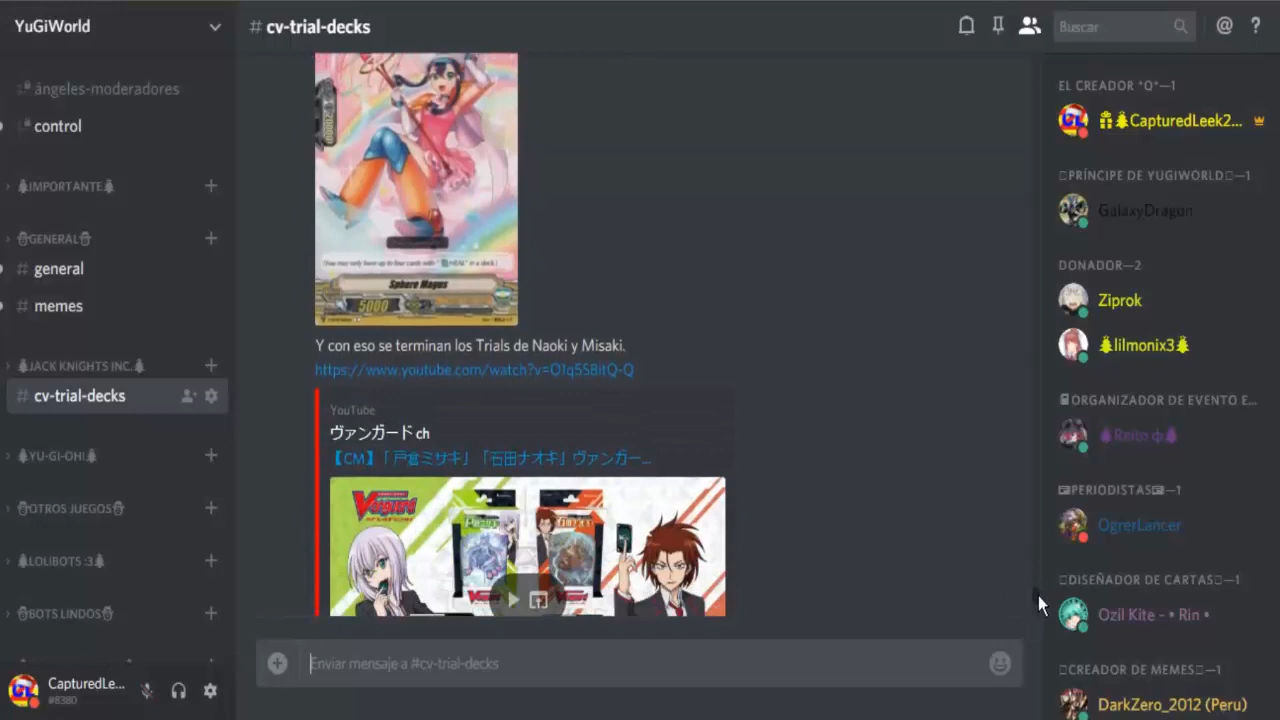 YuGiWorld
ángeles-moderadores
control
IMPORTANTE
GENERAL
# general
# memes
JACK KNIGHTS INC.
# cv-trial-decks
YU-GI-OH!
OTROS JUEGOS
LOLIBOTS :3
BOTS LINDOS
CapturedLe...
#8380
# cv-trial-decks
Buscar
Sphere Magus
5000
Y con eso se terminan los Trials de Naoki y Misaki.
https://www.youtube.com/watch?v=O1q5S8itQ-Q
YouTube
ヴァンガード ch
【CM】「戸倉ミサキ」「石田ナオキ」ヴァンガー...
Vanguard
Enviar mensaje a #cv-trial-decks
EL CREADOR *O*—1
CapturedLeek2...
PRÍNCIPE DE YUGIWORLD—1
GalaxyDragon
DONADOR—2
Ziprok
lilmonix3
ORGANIZADOR DE EVENTO E...
Reito ф
PERIODISTAS—1
OgrerLancer
DISEÑADOR DE CARTAS—1
Ozil Kite - • Rin •
CREADOR DE MEMES—1
DarkZero_2012 (Peru)